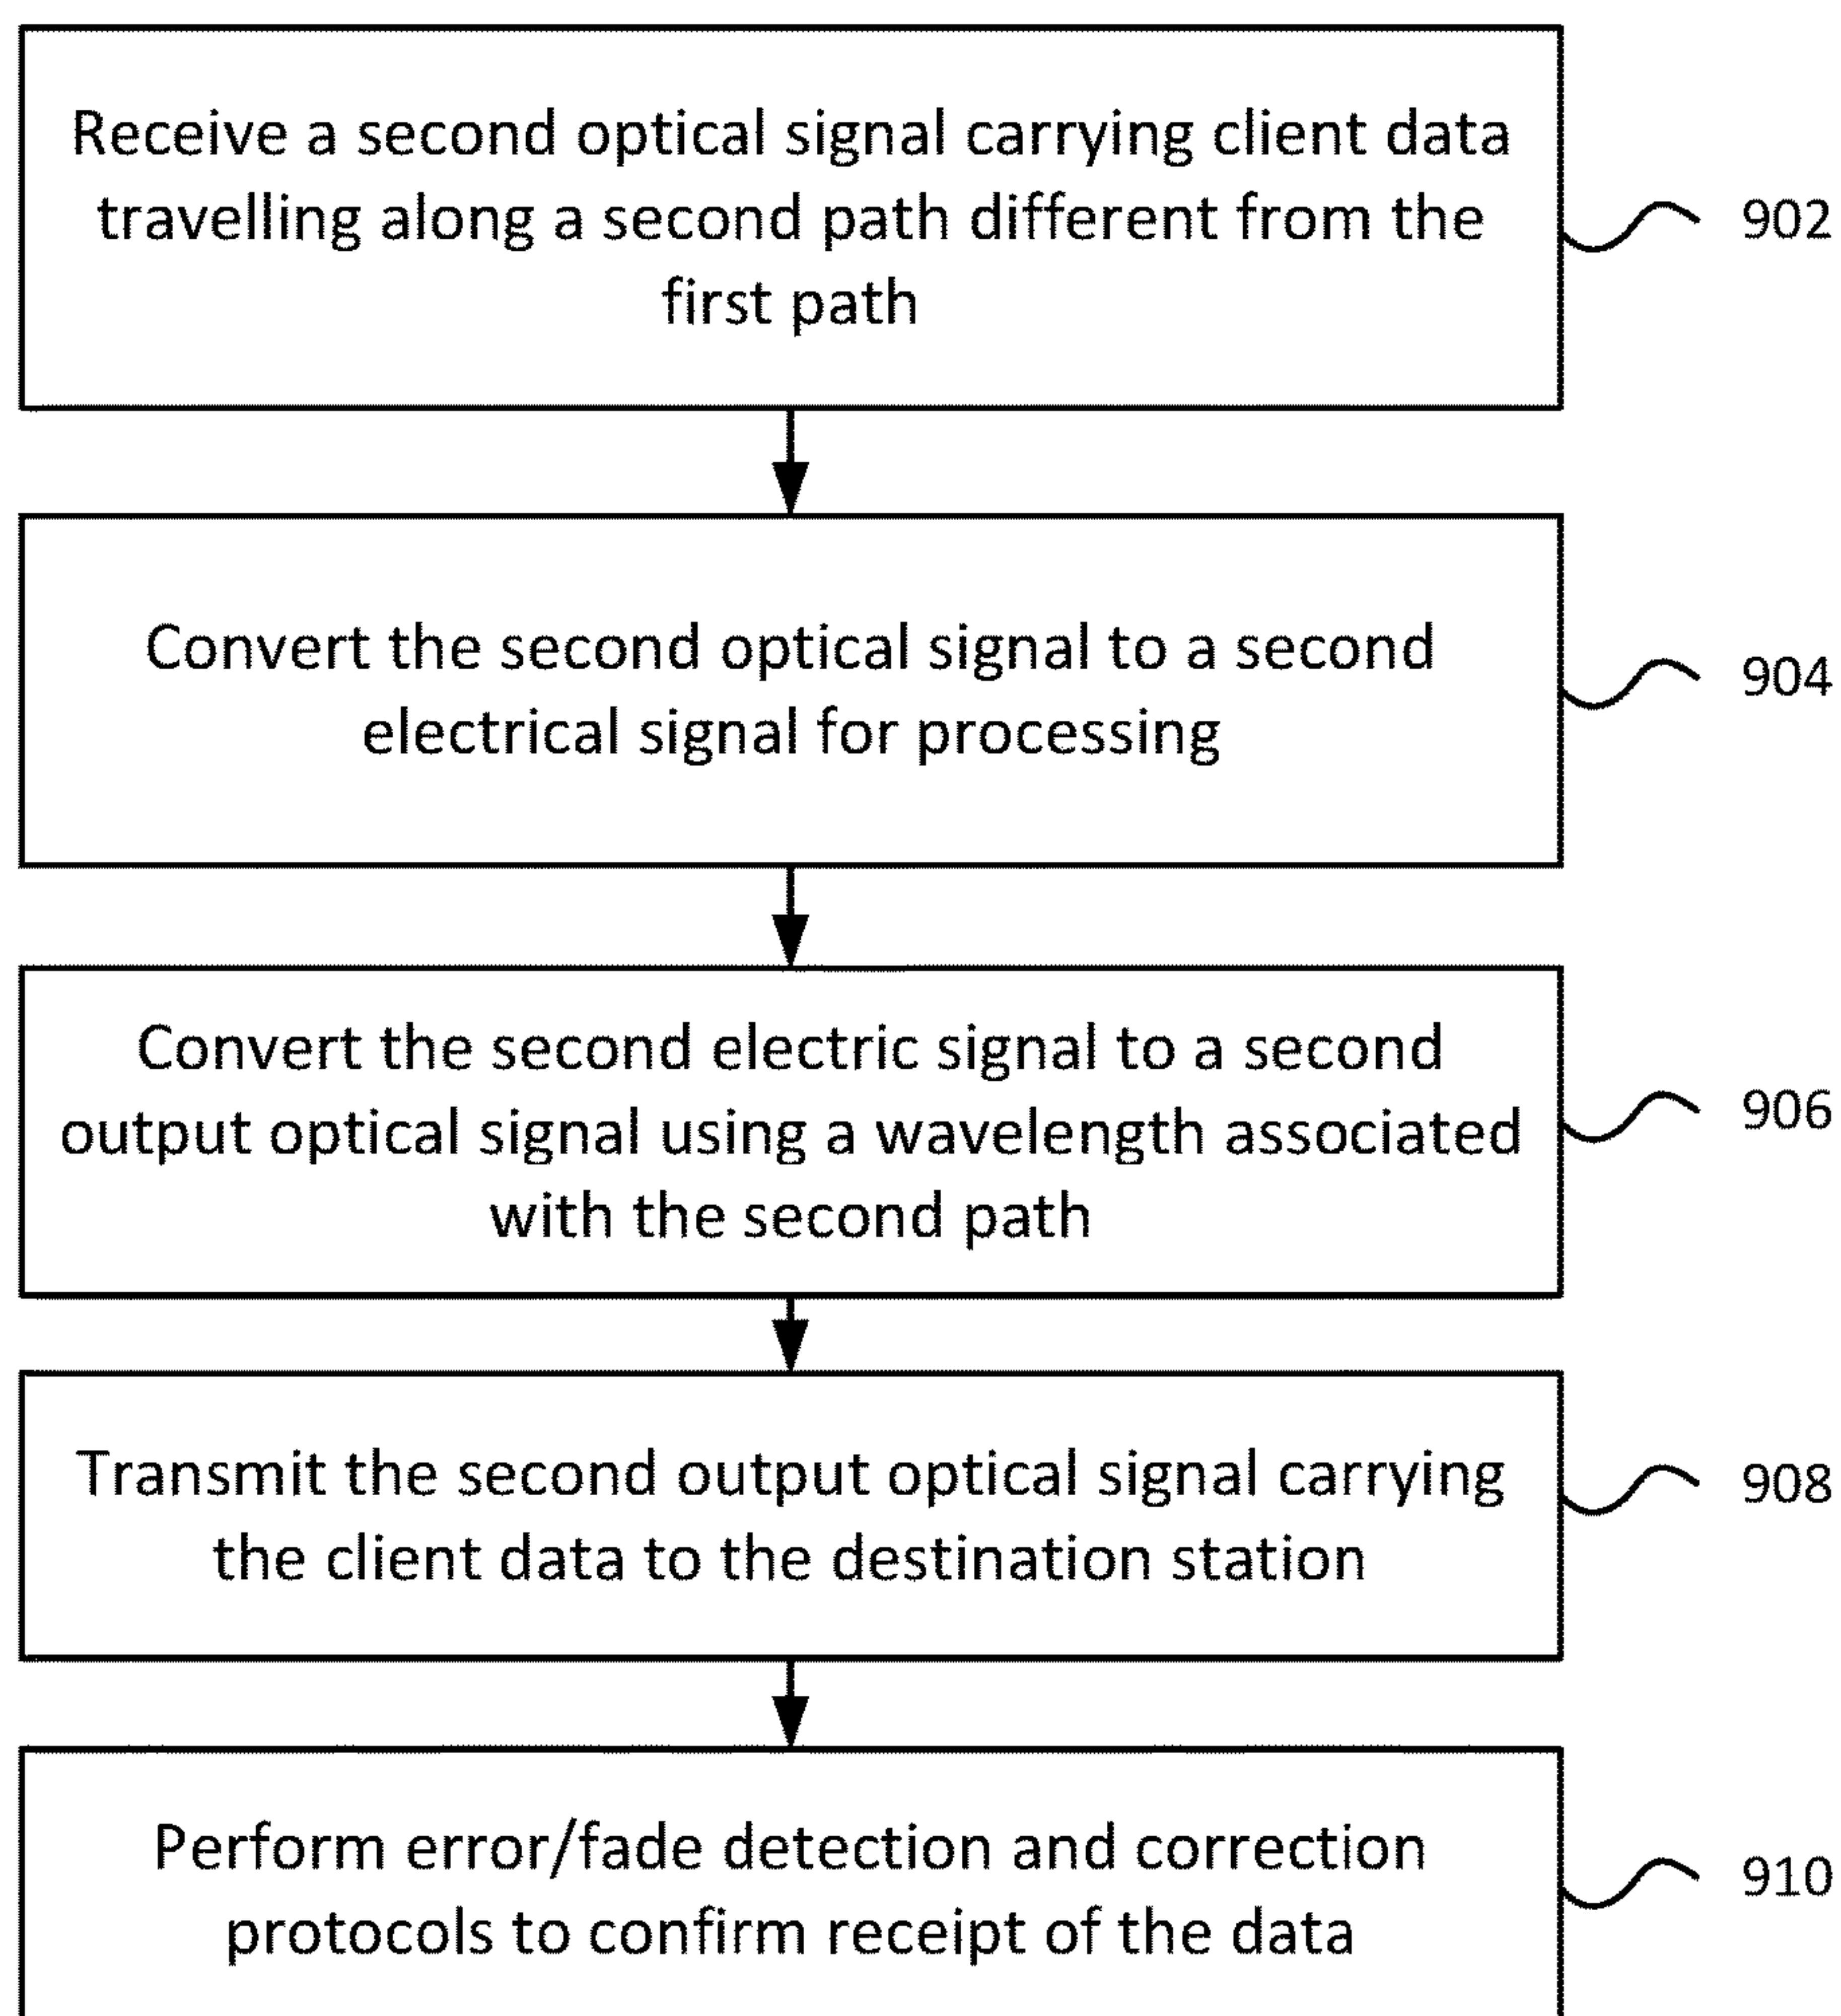 Receive a second optical signal carrying client data
travelling along a second path different from the
first path
902
Convert the second optical signal to a second
electrical signal for processing
904
Convert the second electric signal to a second
output optical signal using a wavelength associated
with the second path
906
Transmit the second output optical signal carrying
the client data to the destination station
908
Perform error/fade detection and correction
protocols to confirm receipt of the data
910